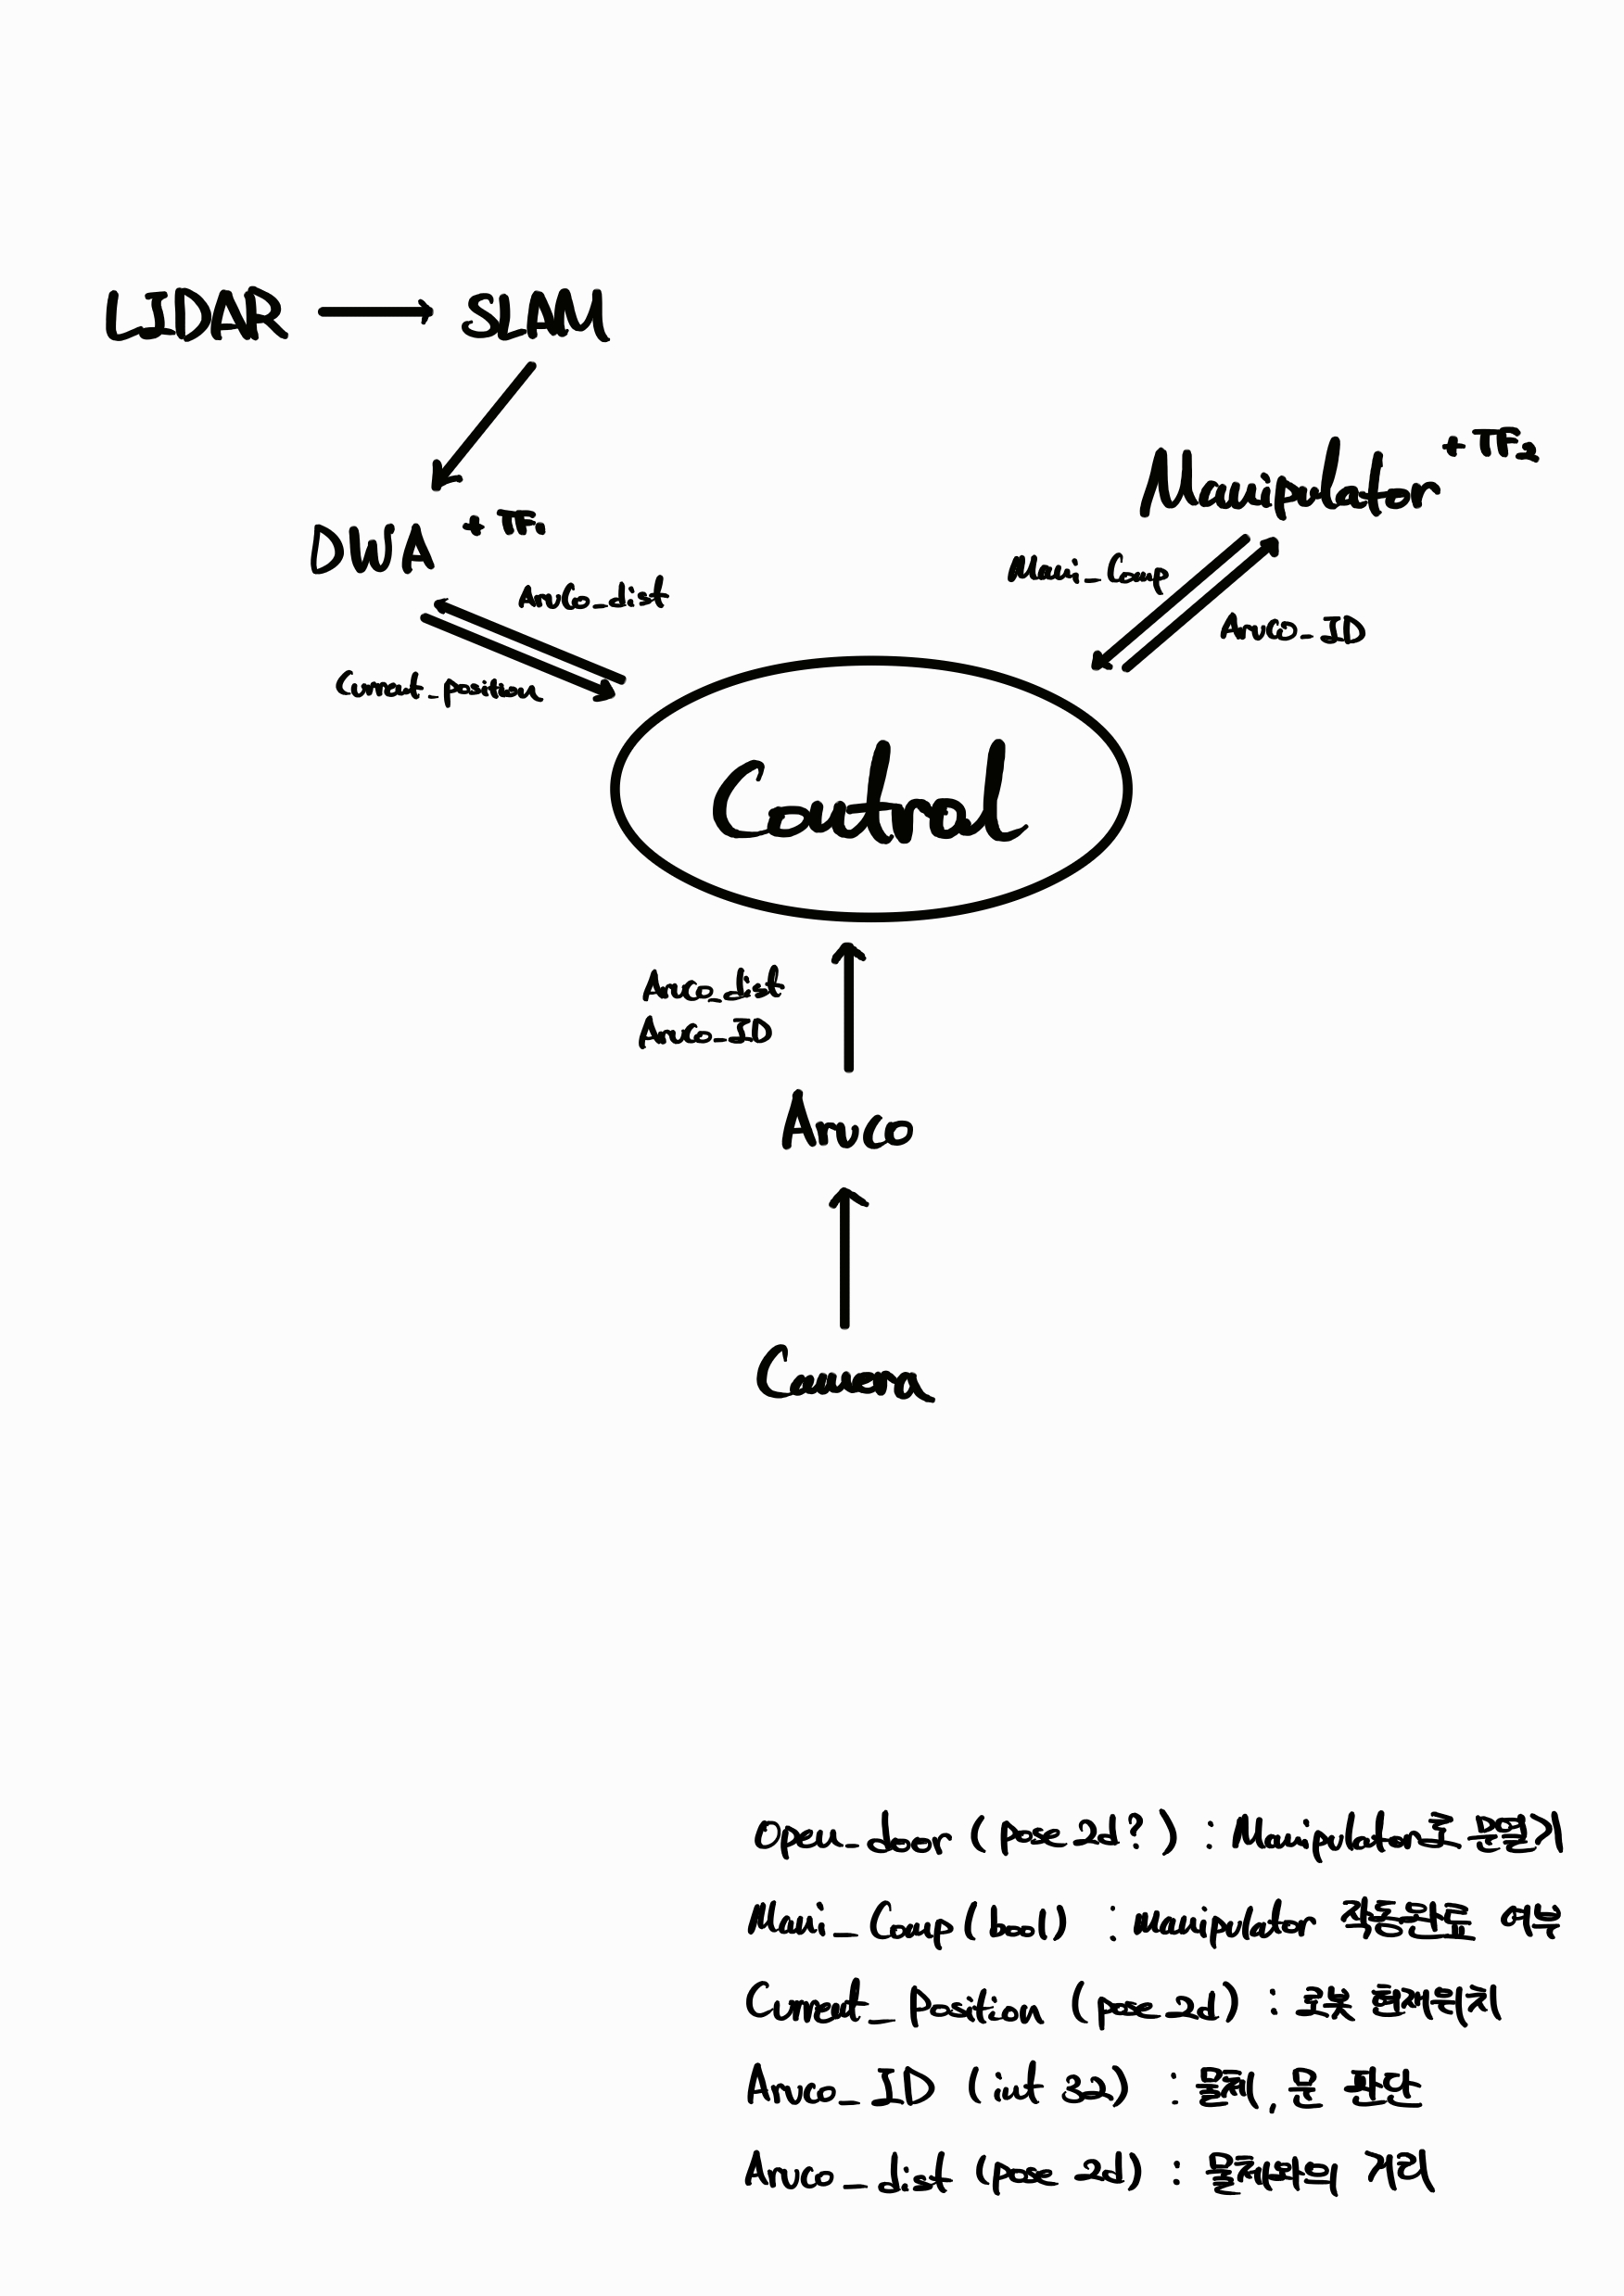 LIDAR → SLAM
Manipulator + TF2
DWA + TF1
Mani_Comp
ArUCo_dist
Aruco_ID
Current_position
Control
Aruco_dist
Aruco_ID
Aruco
Camera
Open_door (pose 2d?) : Manipulator로 문열기
Mani_Comp (bool) : Manipulator 작동완료 여부
Current_Position (pose_2d) : 로봇 현재위치
Aruco_ID (int 32) : 물체, 문 판단
Aruco_dist (pose 2d) : 물체와의 거리